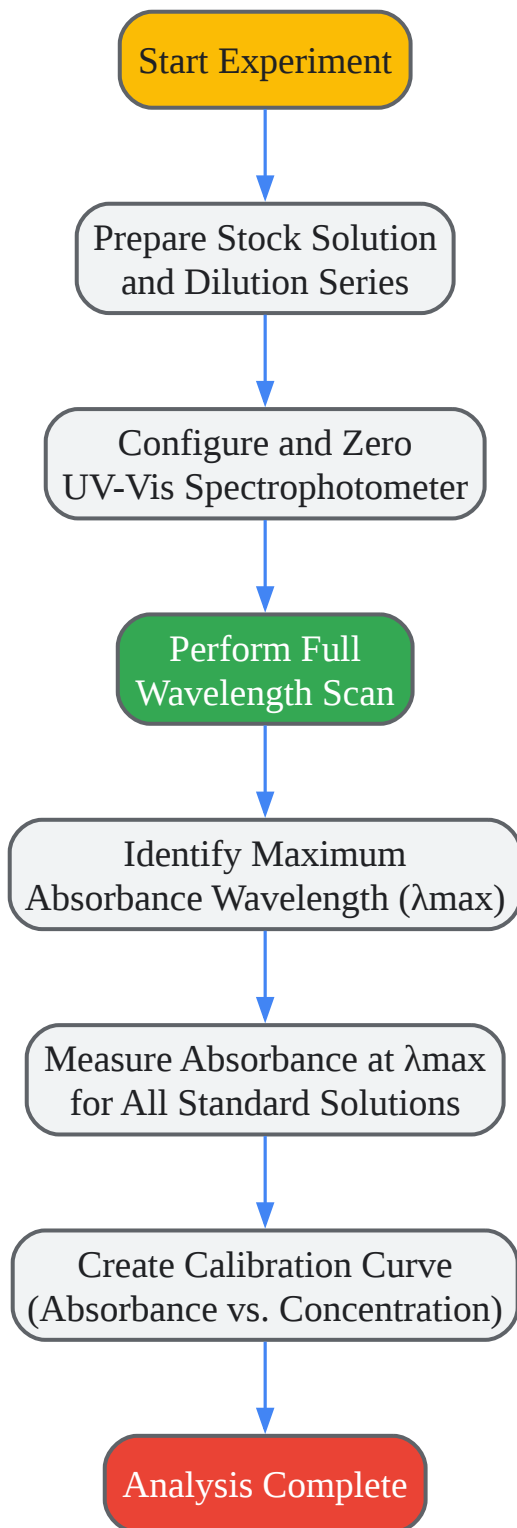 Start Experiment
Prepare Stock Solution
and Dilution Series
Configure and Zero
UV-Vis Spectrophotometer
Perform Full
Wavelength Scan
Identify Maximum
Absorbance Wavelength (λmax)
Measure Absorbance at λmax
for All Standard Solutions
Create Calibration Curve
(Absorbance vs. Concentration)
Analysis Complete